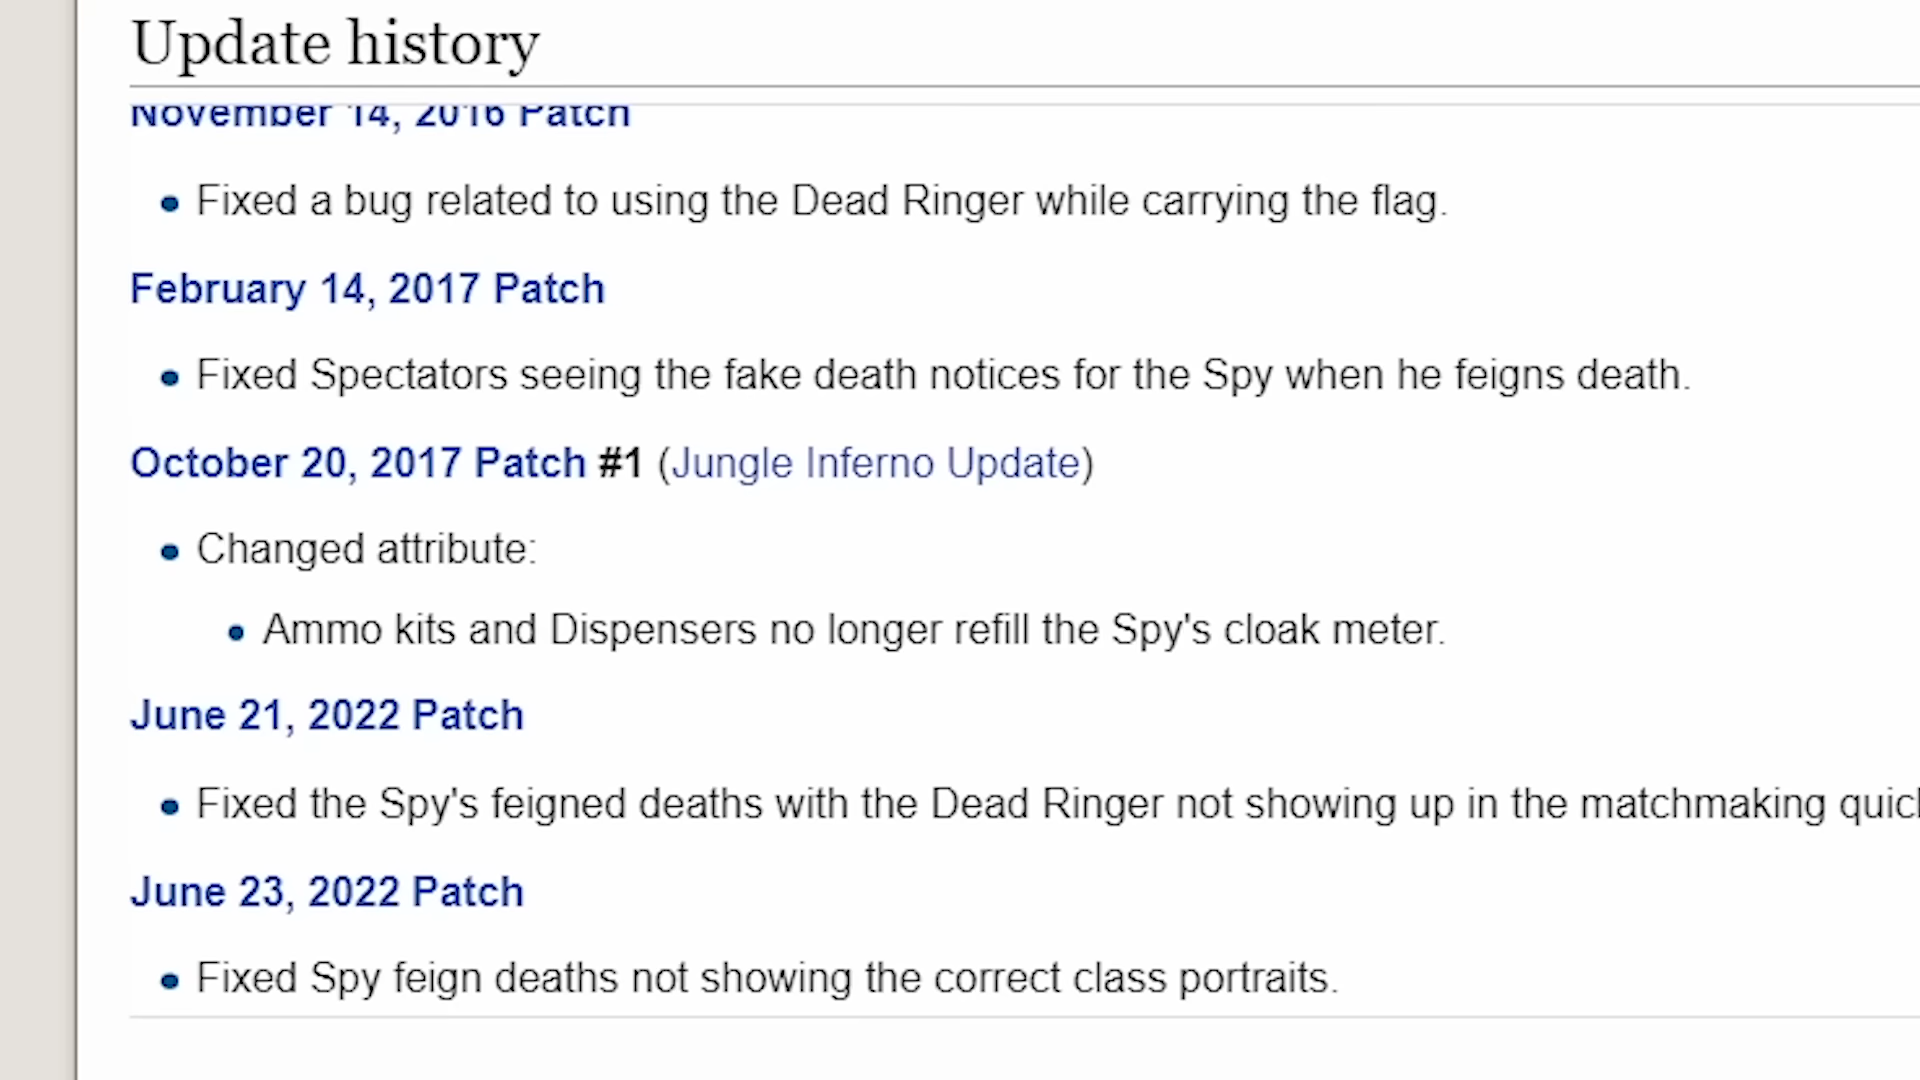 Update history
November 14, 2016 Patch
Fixed a bug related to using the Dead Ringer while carrying the flag.
February 14, 2017 Patch
Fixed Spectators seeing the fake death notices for the Spy when he feigns death.
October 20, 2017 Patch #1 (Jungle Inferno Update)
Changed attribute:
Ammo kits and Dispensers no longer refill the Spy's cloak meter.
June 21, 2022 Patch
Fixed the Spy's feigned deaths with the Dead Ringer not showing up in the matchmaking
June 23, 2022 Patch
Fixed Spy feign deaths not showing the correct class portraits.